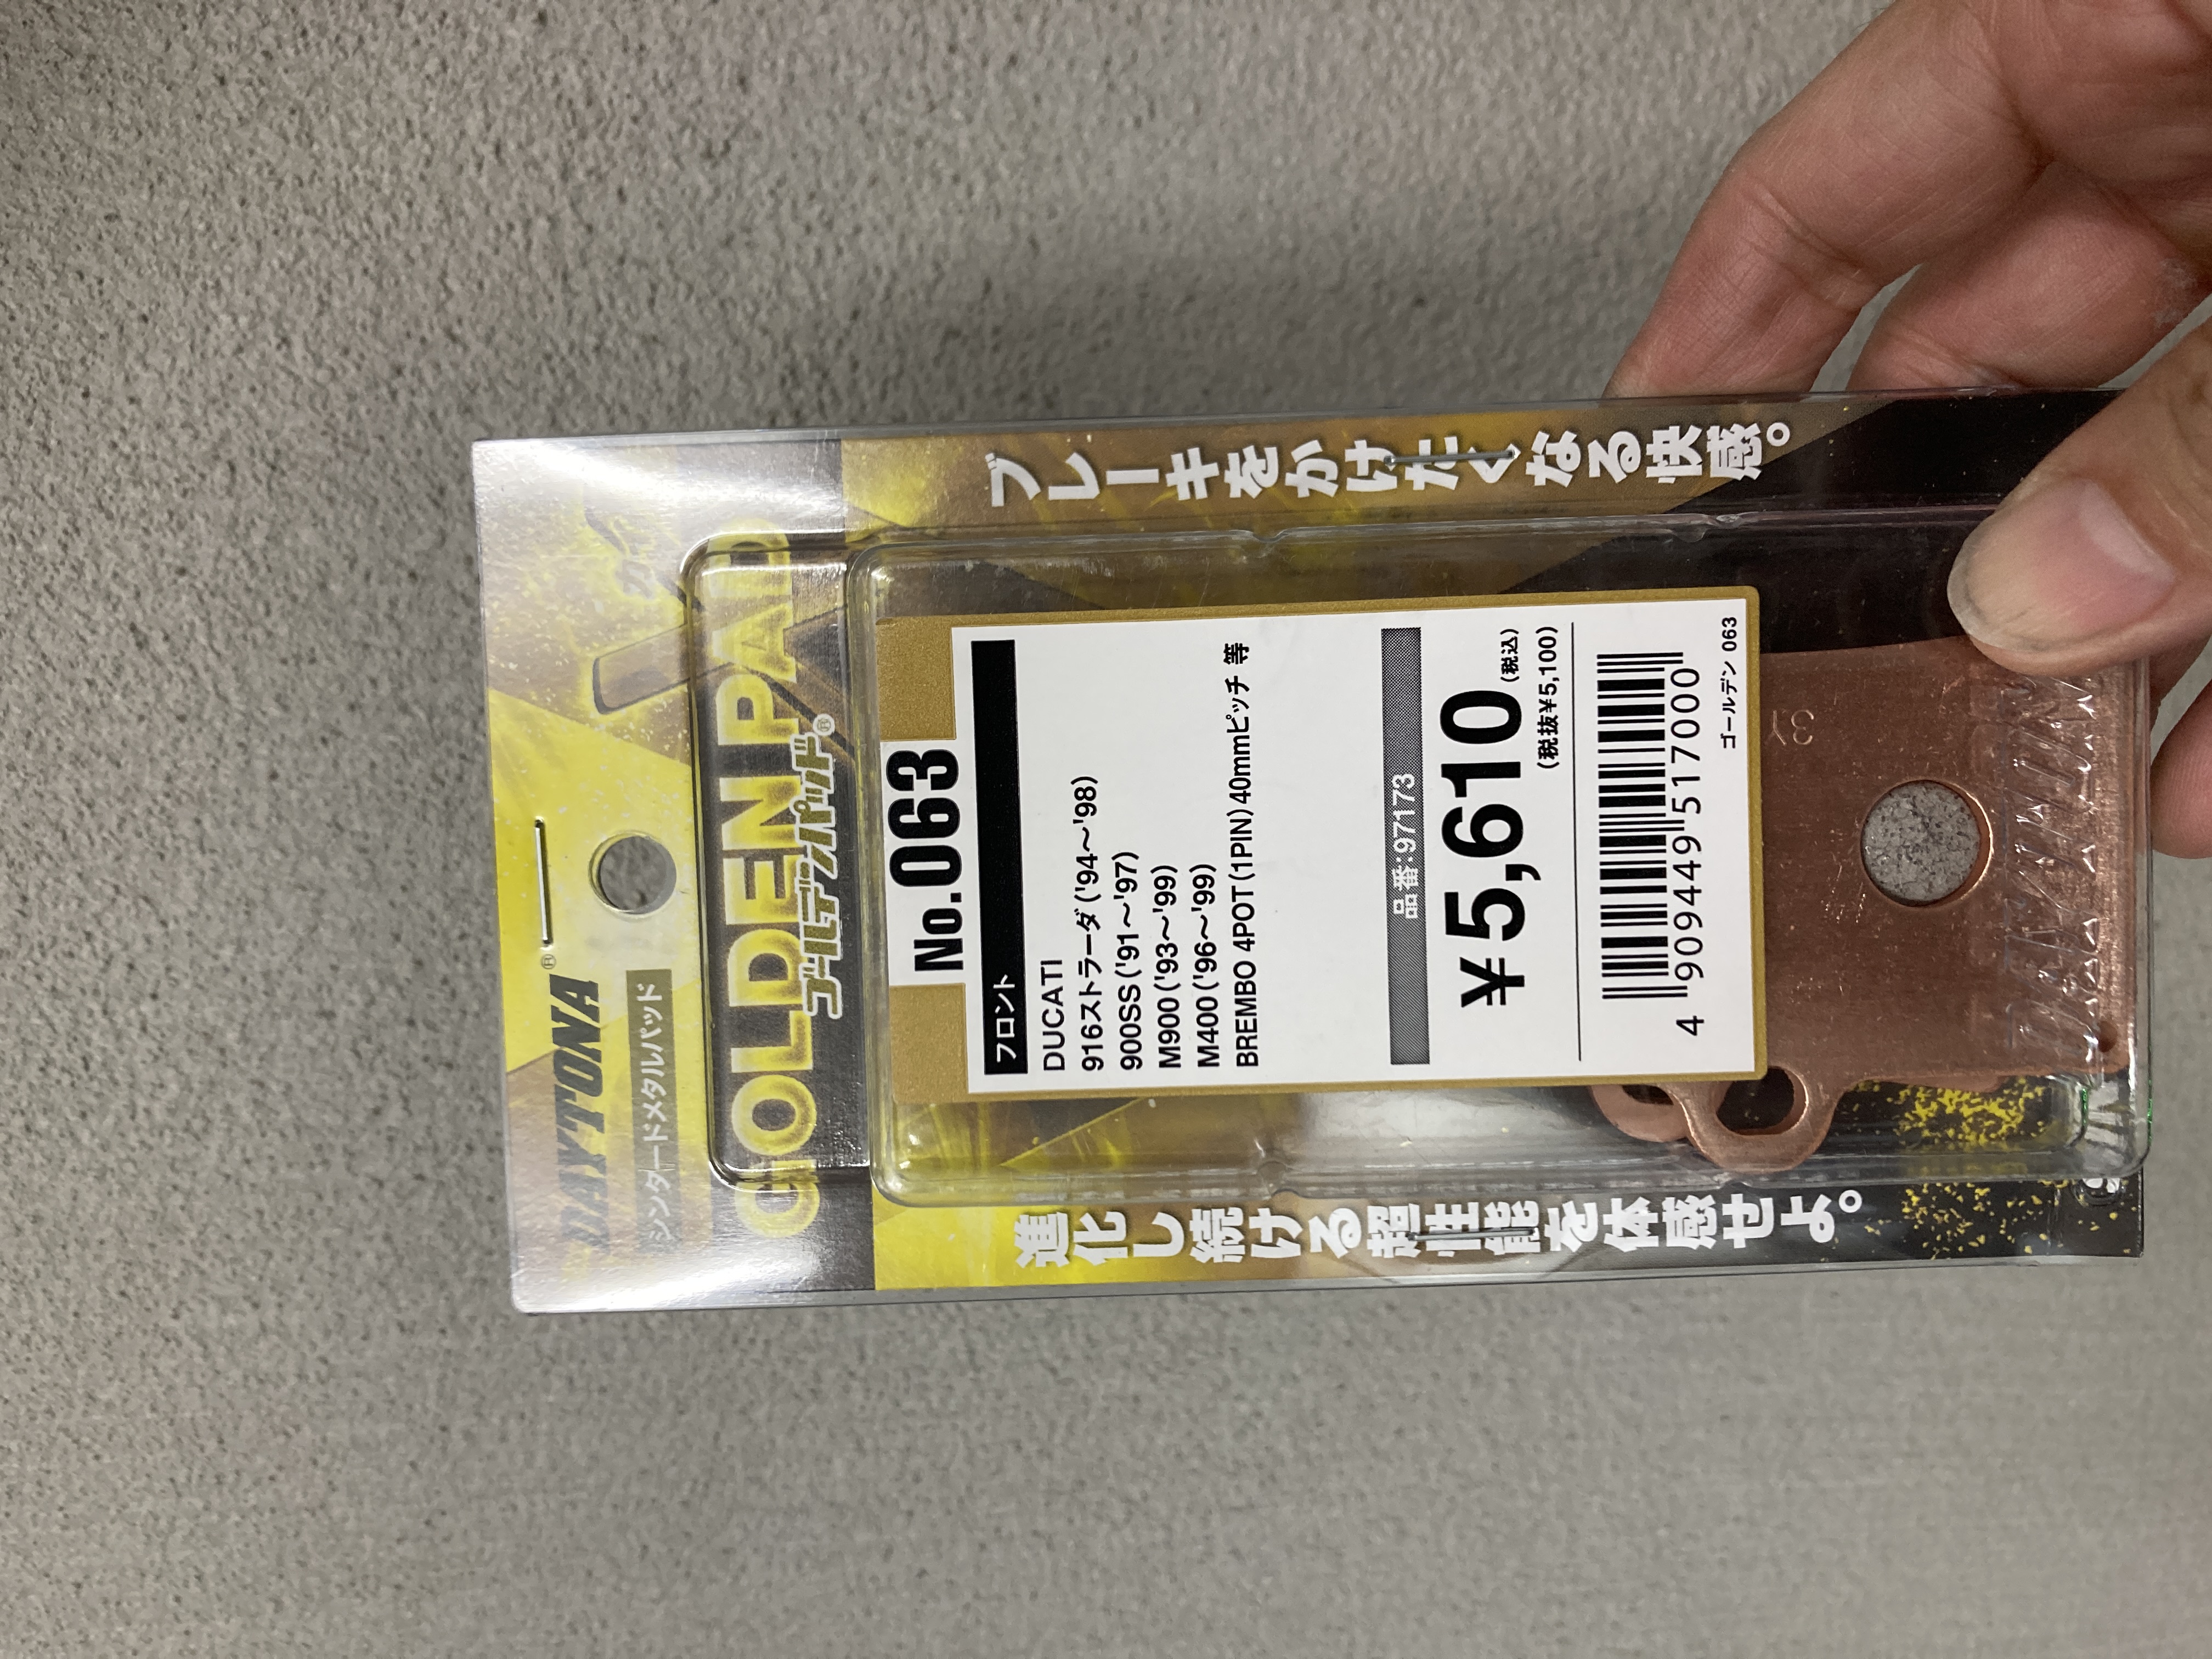 DAYTONA®
シンタードメタルパッド
GOLDEN PAD
ゴールデンパッド®
ブレーキをかけたくなる快感。
No.063
フロント
DUCATI
916ストラーダ('94~'98)
900SS('91~'97)
M900('93~'99)
M400('96~'99)
BREMBO 4POT(1PIN)40mmピッチ 等
品番:97173
¥5,610(税込)
(税抜¥5,100)
4 909449 517000
ゴールデン 063
3Y
DAYTONA
進化し続ける超性能を体感せよ。